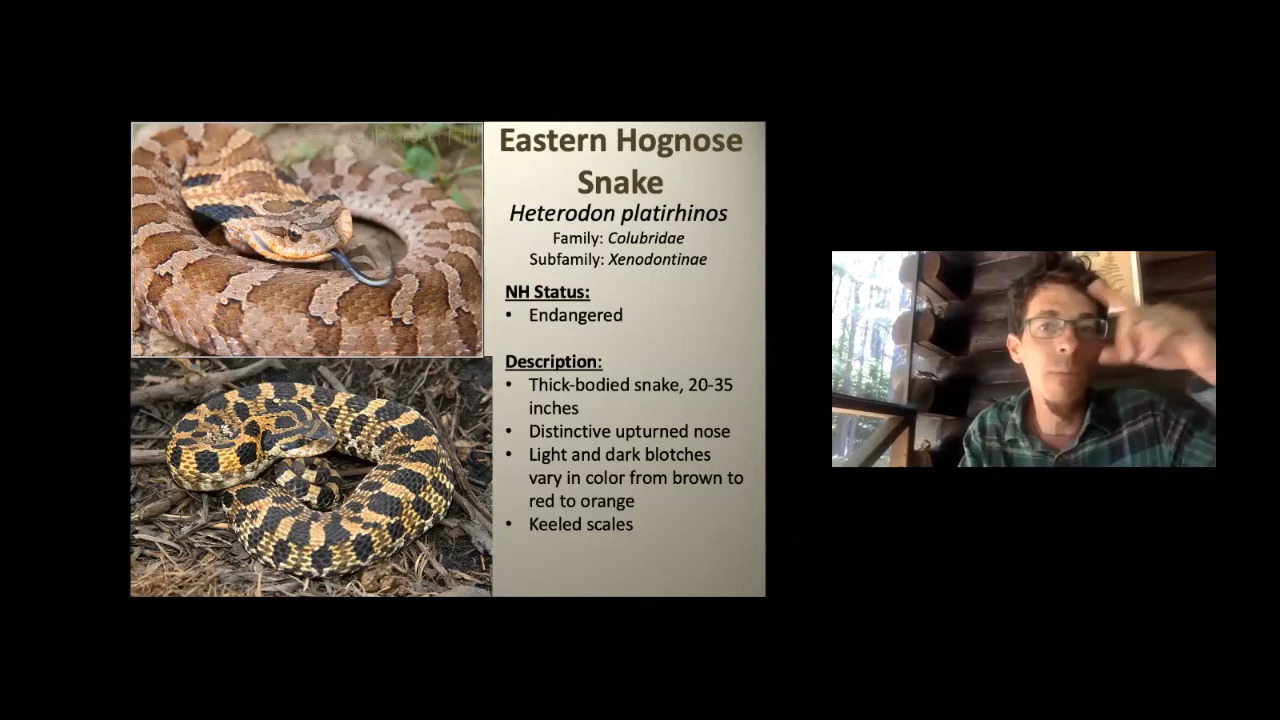 Eastern Hognose
Snake
Heterodon platirhinos
Family: Colubridae
Subfamily: Xenodontinae
NH Status:
• Endangered
Description:
• Thick-bodied snake, 20-35
inches
• Distinctive upturned nose
• Light and dark blotches
vary in color from brown to
red to orange
• Keeled scales